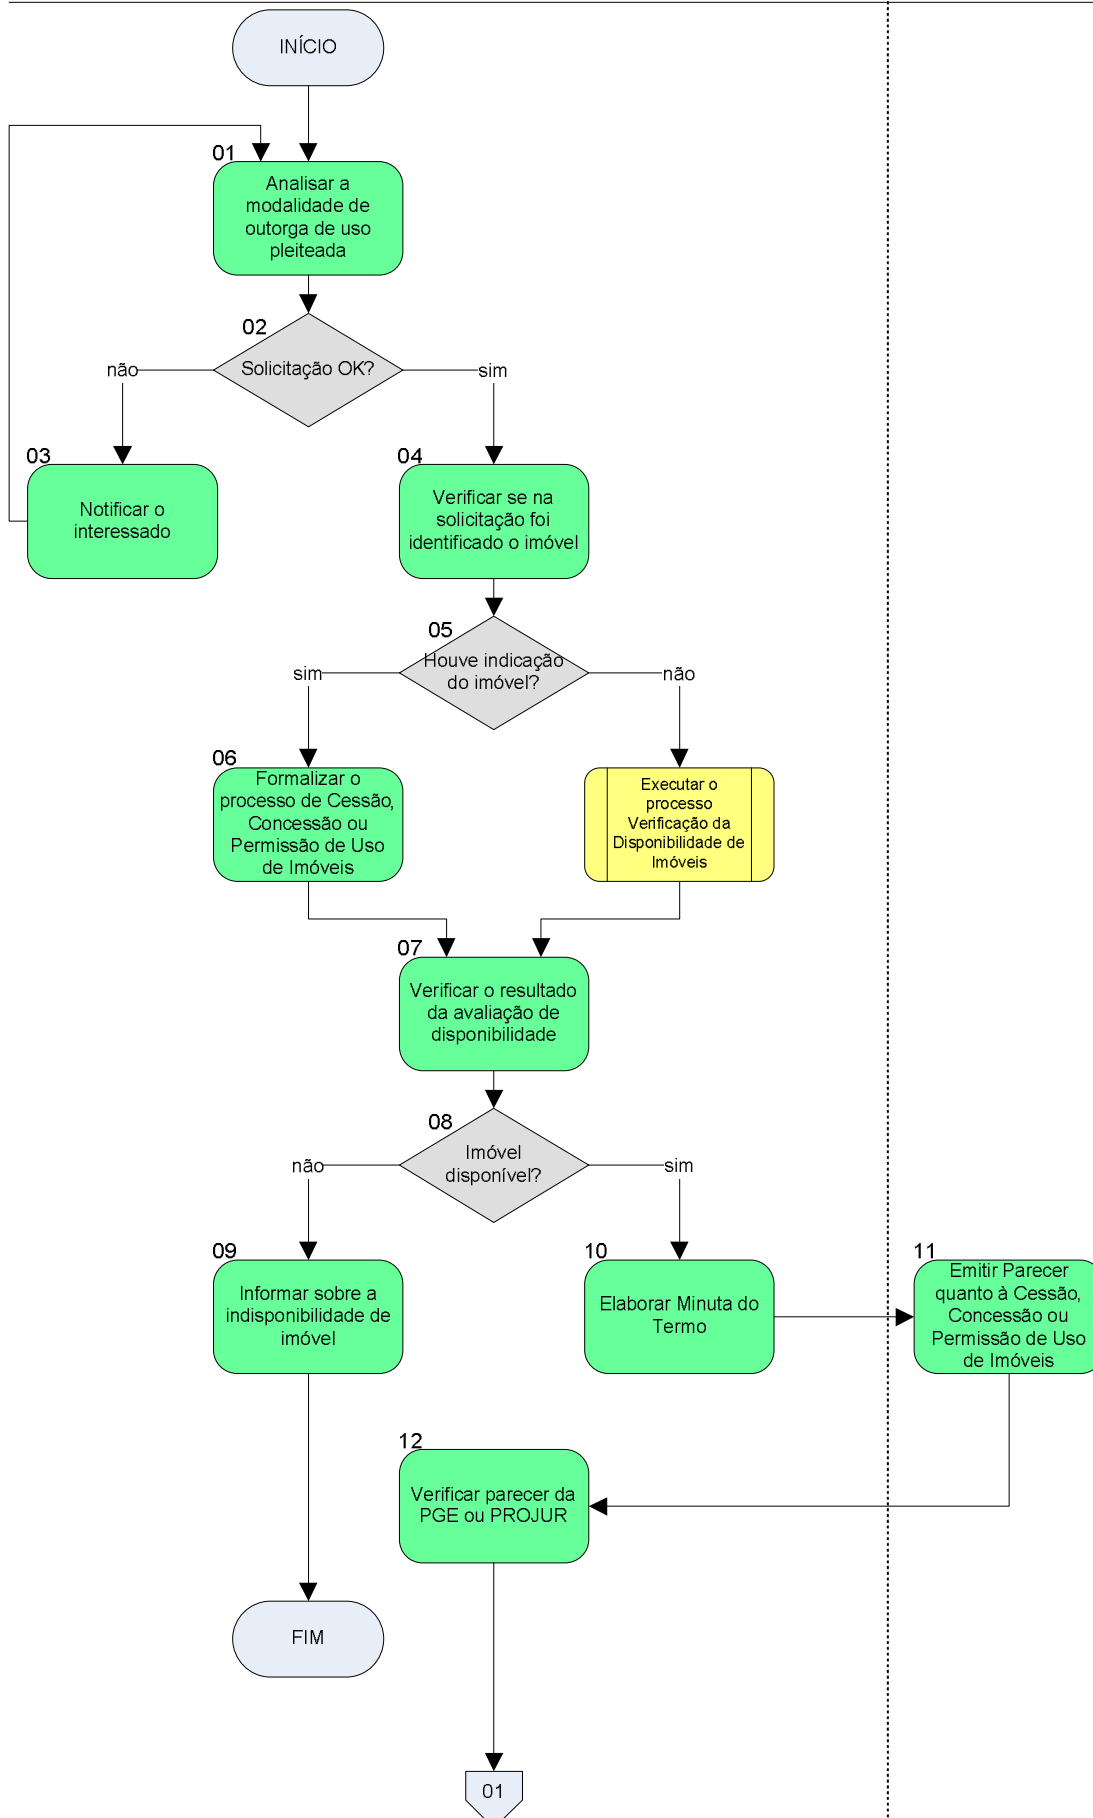 INÍCIO
01
Analisar a
modalidade de
outorga de uso
pleiteada
02
Solicitação OK?
não
sim
03
Notificar o
interessado
04
Verificar se na
solicitação foi
identificado o imóvel
05
Houve indicação
do imóvel?
sim
não
06
Formalizar o
processo de Cessão,
Concessão ou
Permissão de Uso
de Imóveis
Executar o
processo
Verificação da
Disponibilidade de
Imóveis
07
Verificar o resultado
da avaliação de
disponibilidade
08
Imóvel
disponível?
não
sim
09
Informar sobre a
indisponibilidade de
imóvel
10
Elaborar Minuta do
Termo
11
Emitir Parecer
quanto à Cessão,
Concessão ou
Permissão de Uso
de Imóveis
12
Verificar parecer da
PGE ou PROJUR
FIM
01